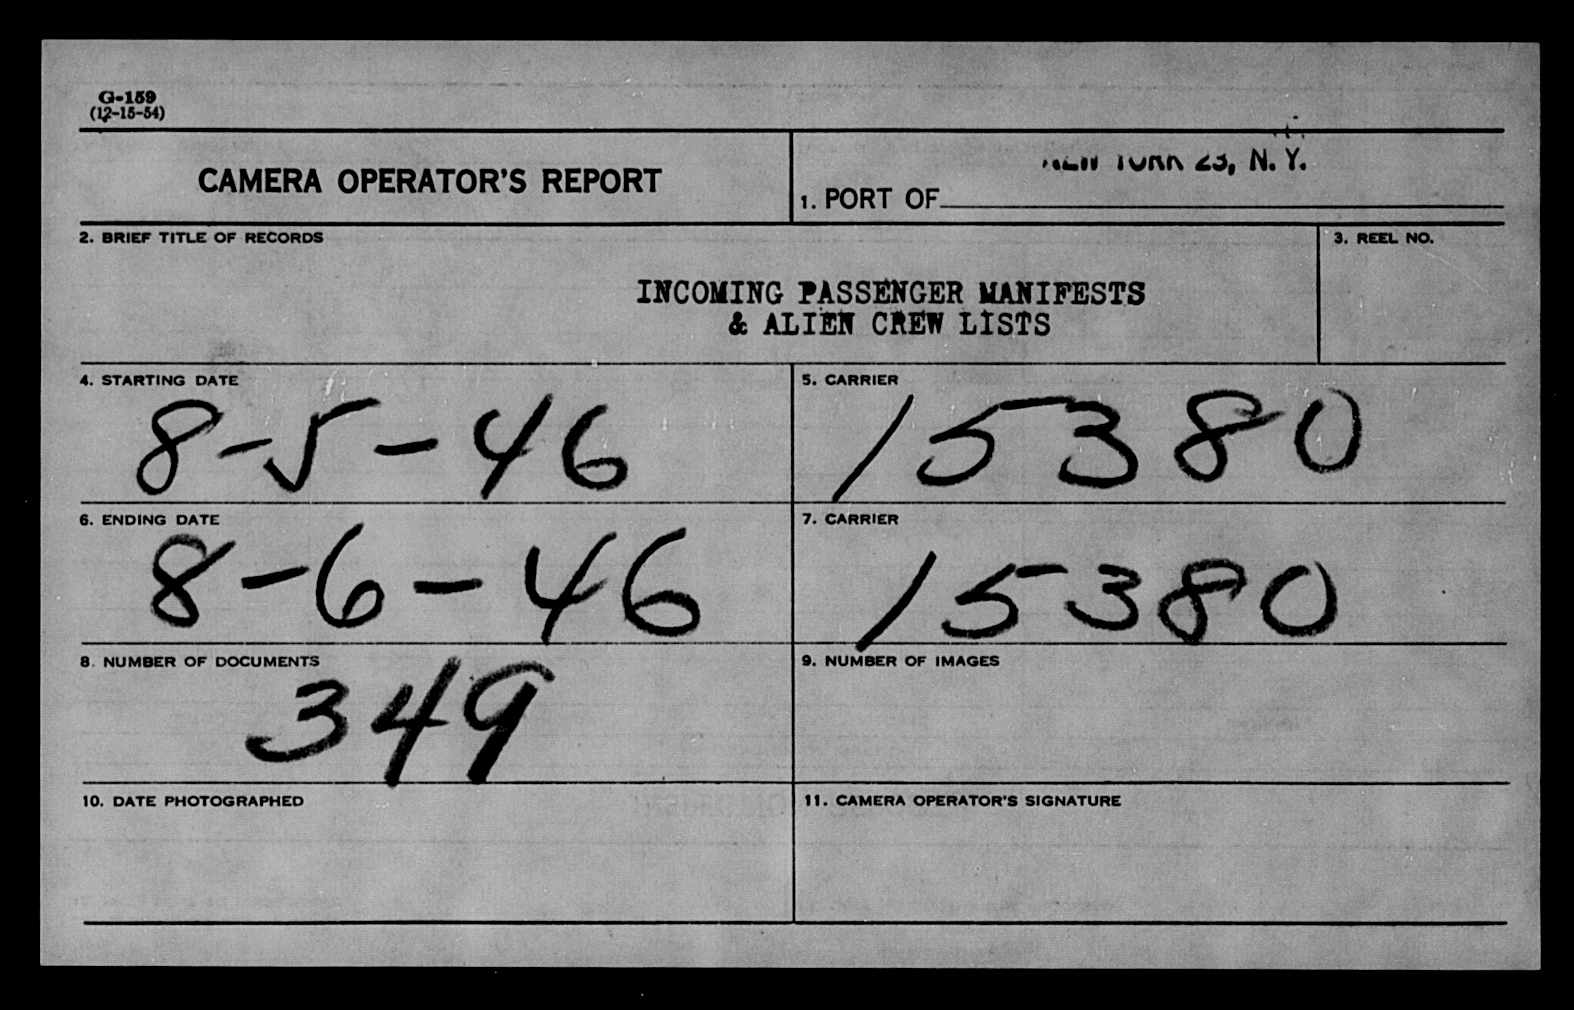 G-159
(12-15-54)
CAMERA OPERATOR'S REPORT
NEW YORK 23, N. Y.
1. PORT OF
2. BRIEF TITLE OF RECORDS
3. REEL NO.
INCOMING PASSENGER MANIFESTS
& ALIEN CREW LISTS
4. STARTING DATE
8-5-46
5. CARRIER
15380
6. ENDING DATE
8-6-46
7. CARRIER
15380
8. NUMBER OF DOCUMENTS
349
9. NUMBER OF IMAGES
10. DATE PHOTOGRAPHED
11. CAMERA OPERATOR'S SIGNATURE